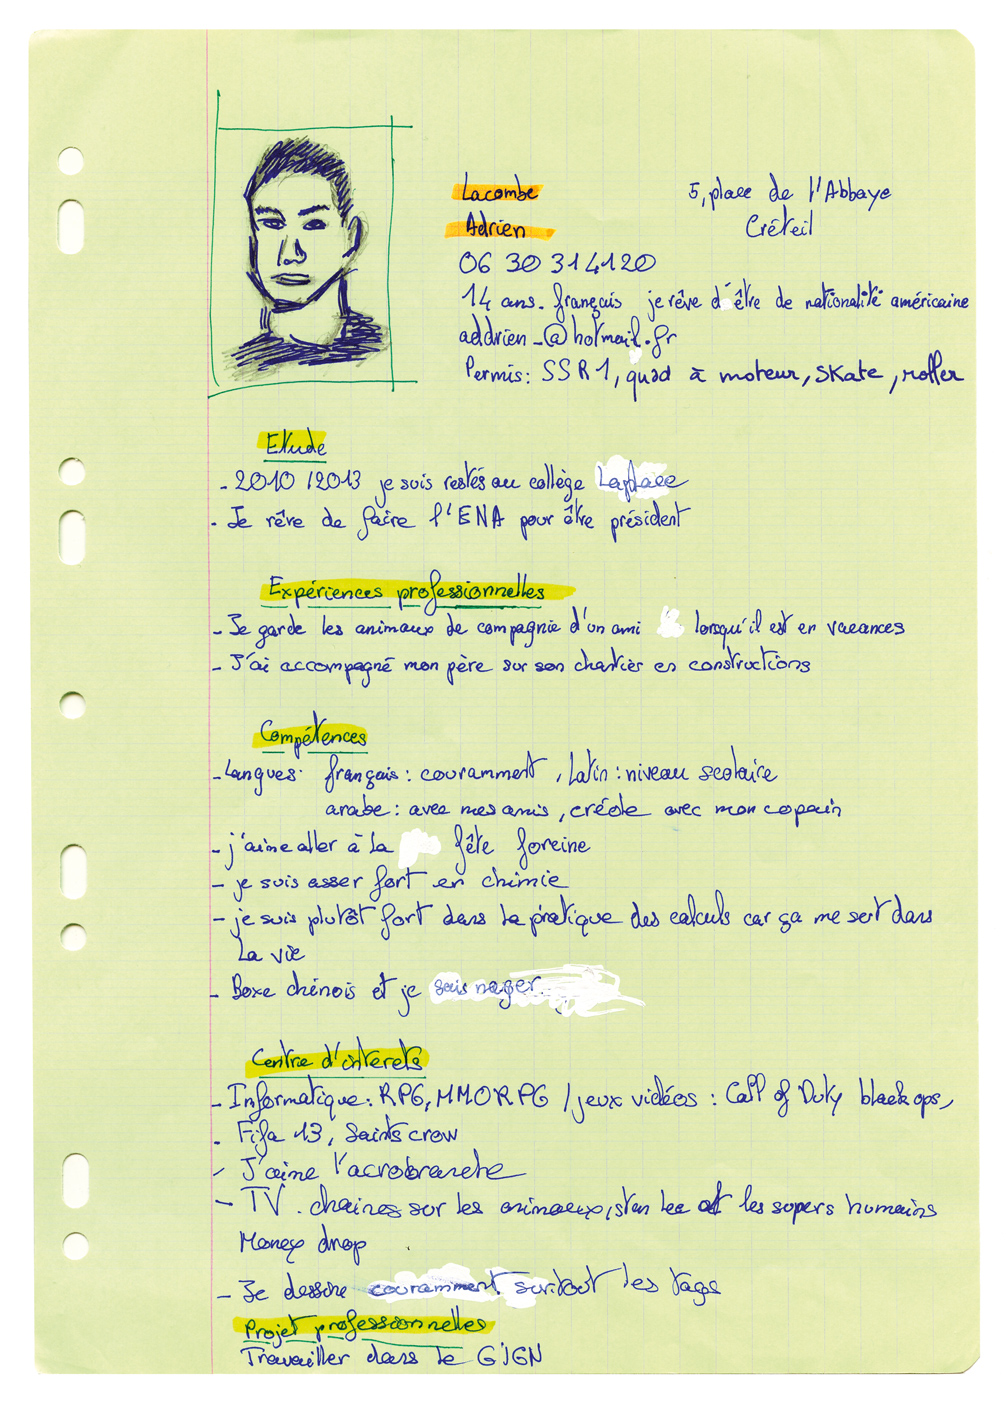 Lacombe
Adrien
5, place de l'Abbaye
Créteil
06 30 31 41 20
14 ans. français je rêve d'être de nationalité américaine
addrien_@hotmail.fr
Permis: SSR1, quad à moteur, skate, roller
Etude
- 2010 / 2013 je suis restés au collège Laplace
- Je rêve de faire l'ENA pour être président
Expériences professionnelles
- Je garde les animaux de compagnie d'un ami lorsqu'il est en vacances
- J'ai accompagné mon père sur son chantier en constructions
Compétences
- Langues: français: couramment, Latin: niveau scolaire
arabe: avec mes amis, créole avec mon copain
- j'aime aller à la fête foreine
- je suis asser fort en chimie
- je suis plutôt fort dans la pratique des calculs car ça me sert dans
la vie
- Boxe chinois et je sais nager
Centre d'interets
- Informatique: RPG, MMORPG / jeux vidéos : Call of Duty black ops,
- Fifa 13, Saints crow
- J'aime l'acrobranche
- TV. chaines sur les animaux, stan lee et les supers humains
Money drop
- Je dessine couramment surtout les tags
Projet professionnelles
Travailler dans le GIGN